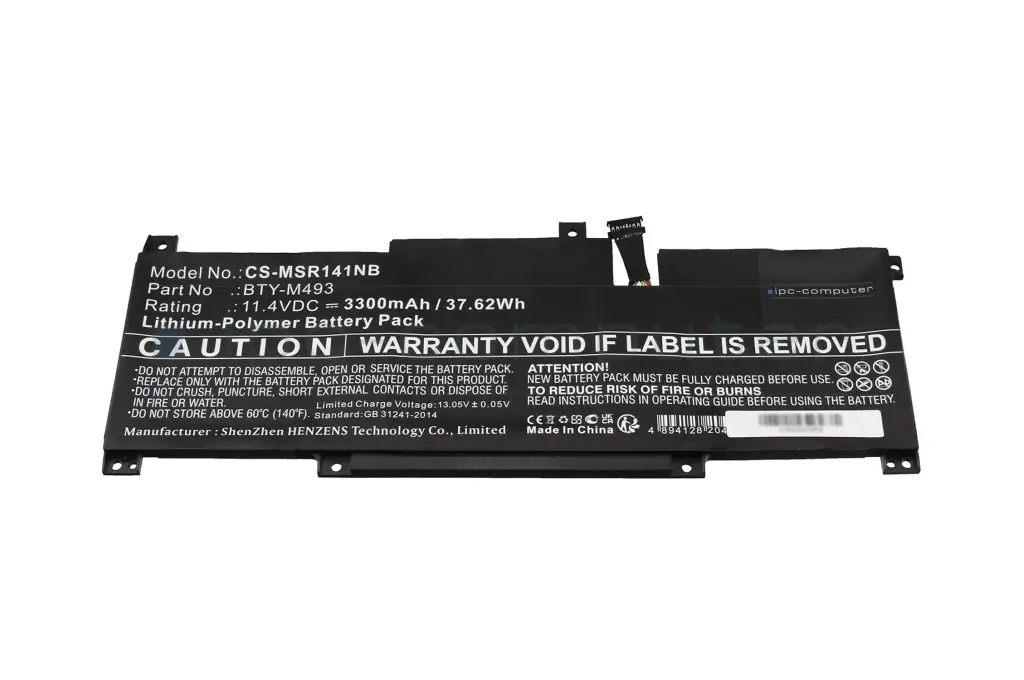 Model No.:CS-MSR141NB
Part No .:BTY-M493
Rating .:11.4VDC ⎓ 3300mAh / 37.62Wh
Lithium-Polymer Battery Pack
sipc-computer
CAUTION WARRANTY VOID IF LABEL IS REMOVED
•DO NOT ATTEMPT TO DISASSEMBLE, OPEN OR SERVICE THE BATTERY PACK.
•REPLACE ONLY WITH THE BATTERY PACK DESIGNATED FOR THIS PRODUCT.
•DO NOT CRUSH, PUNCTURE, SHORT EXTERNAL CONTACTS OR DISPOSE OF
IN FIRE OR WATER.
Limited Charge Voltage:13.05V ± 0.05V
•DO NOT STORE ABOVE 60°C (140°F).
Standard:GB 31241-2014
Manufacturer : ShenZhen HENZENS Technology Co., Limited
ATTENTION!
NEW BATTERY PACK MUST BE FULLY CHARGED BEFORE USE.
TO REDUCE RISK OF FIRE OR BURNS
READ INSTRUCTIONS IN OPERATING GUIDE BEFORE USING THE BATTERY.
Made In China
4 894128 204